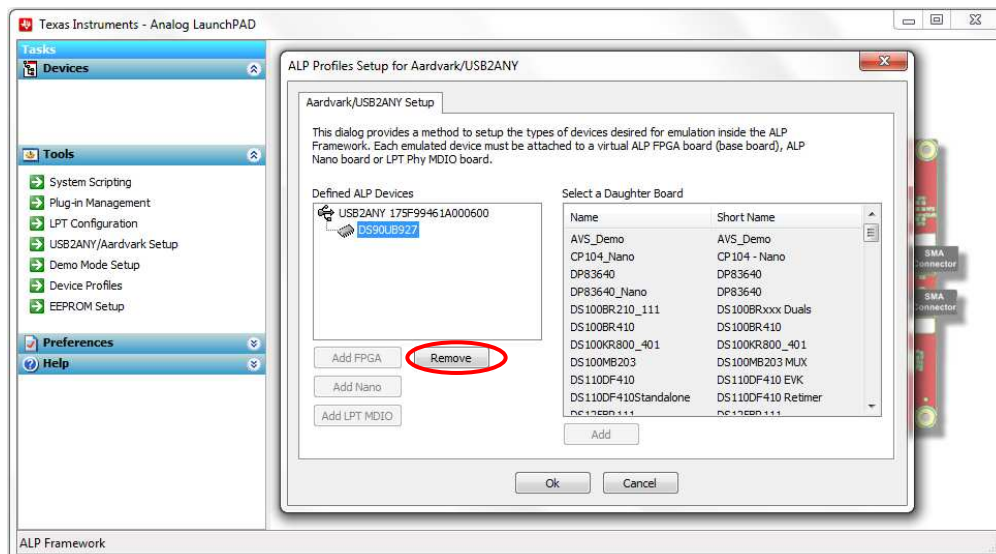 Texas Instruments - Analog LaunchPAD
Tasks
Devices
Tools
System Scripting
Plug-in Management
LPT Configuration
USB2ANY/Aardvark Setup
Demo Mode Setup
Device Profiles
EEPROM Setup
Preferences
Help
ALP Profiles Setup for Aardvark/USB2ANY
Aardvark/USB2ANY Setup
This dialog provides a method to setup the types of devices desired for emulation inside the ALP
Framework. Each emulated device must be attached to a virtual ALP FPGA board (base board), ALP
Nano board or LPT Phy MDIO board.
Defined ALP Devices
USB2ANY 175F99461A000600
DS90UB927
Add FPGA
Remove
Add Nano
Add LPT MDIO
Select a Daughter Board
Name Short Name
AVS_Demo AVS_Demo
CP104_Nano CP104 - Nano
DP83640 DP83640
DP83640_Nano DP83640
DS100BR210_111 DS100BRxxx Duals
DS100BR410 DS100BR410
DS100KR800_401 DS100KR800_401
DS100MB203 DS100MB203 MUX
DS110DF410 DS110DF410 EVK
DS110DF410Standalone DS110DF410 Retimer
Add
Ok
Cancel
SMA
Connector
SMA
Connector
ALP Framework